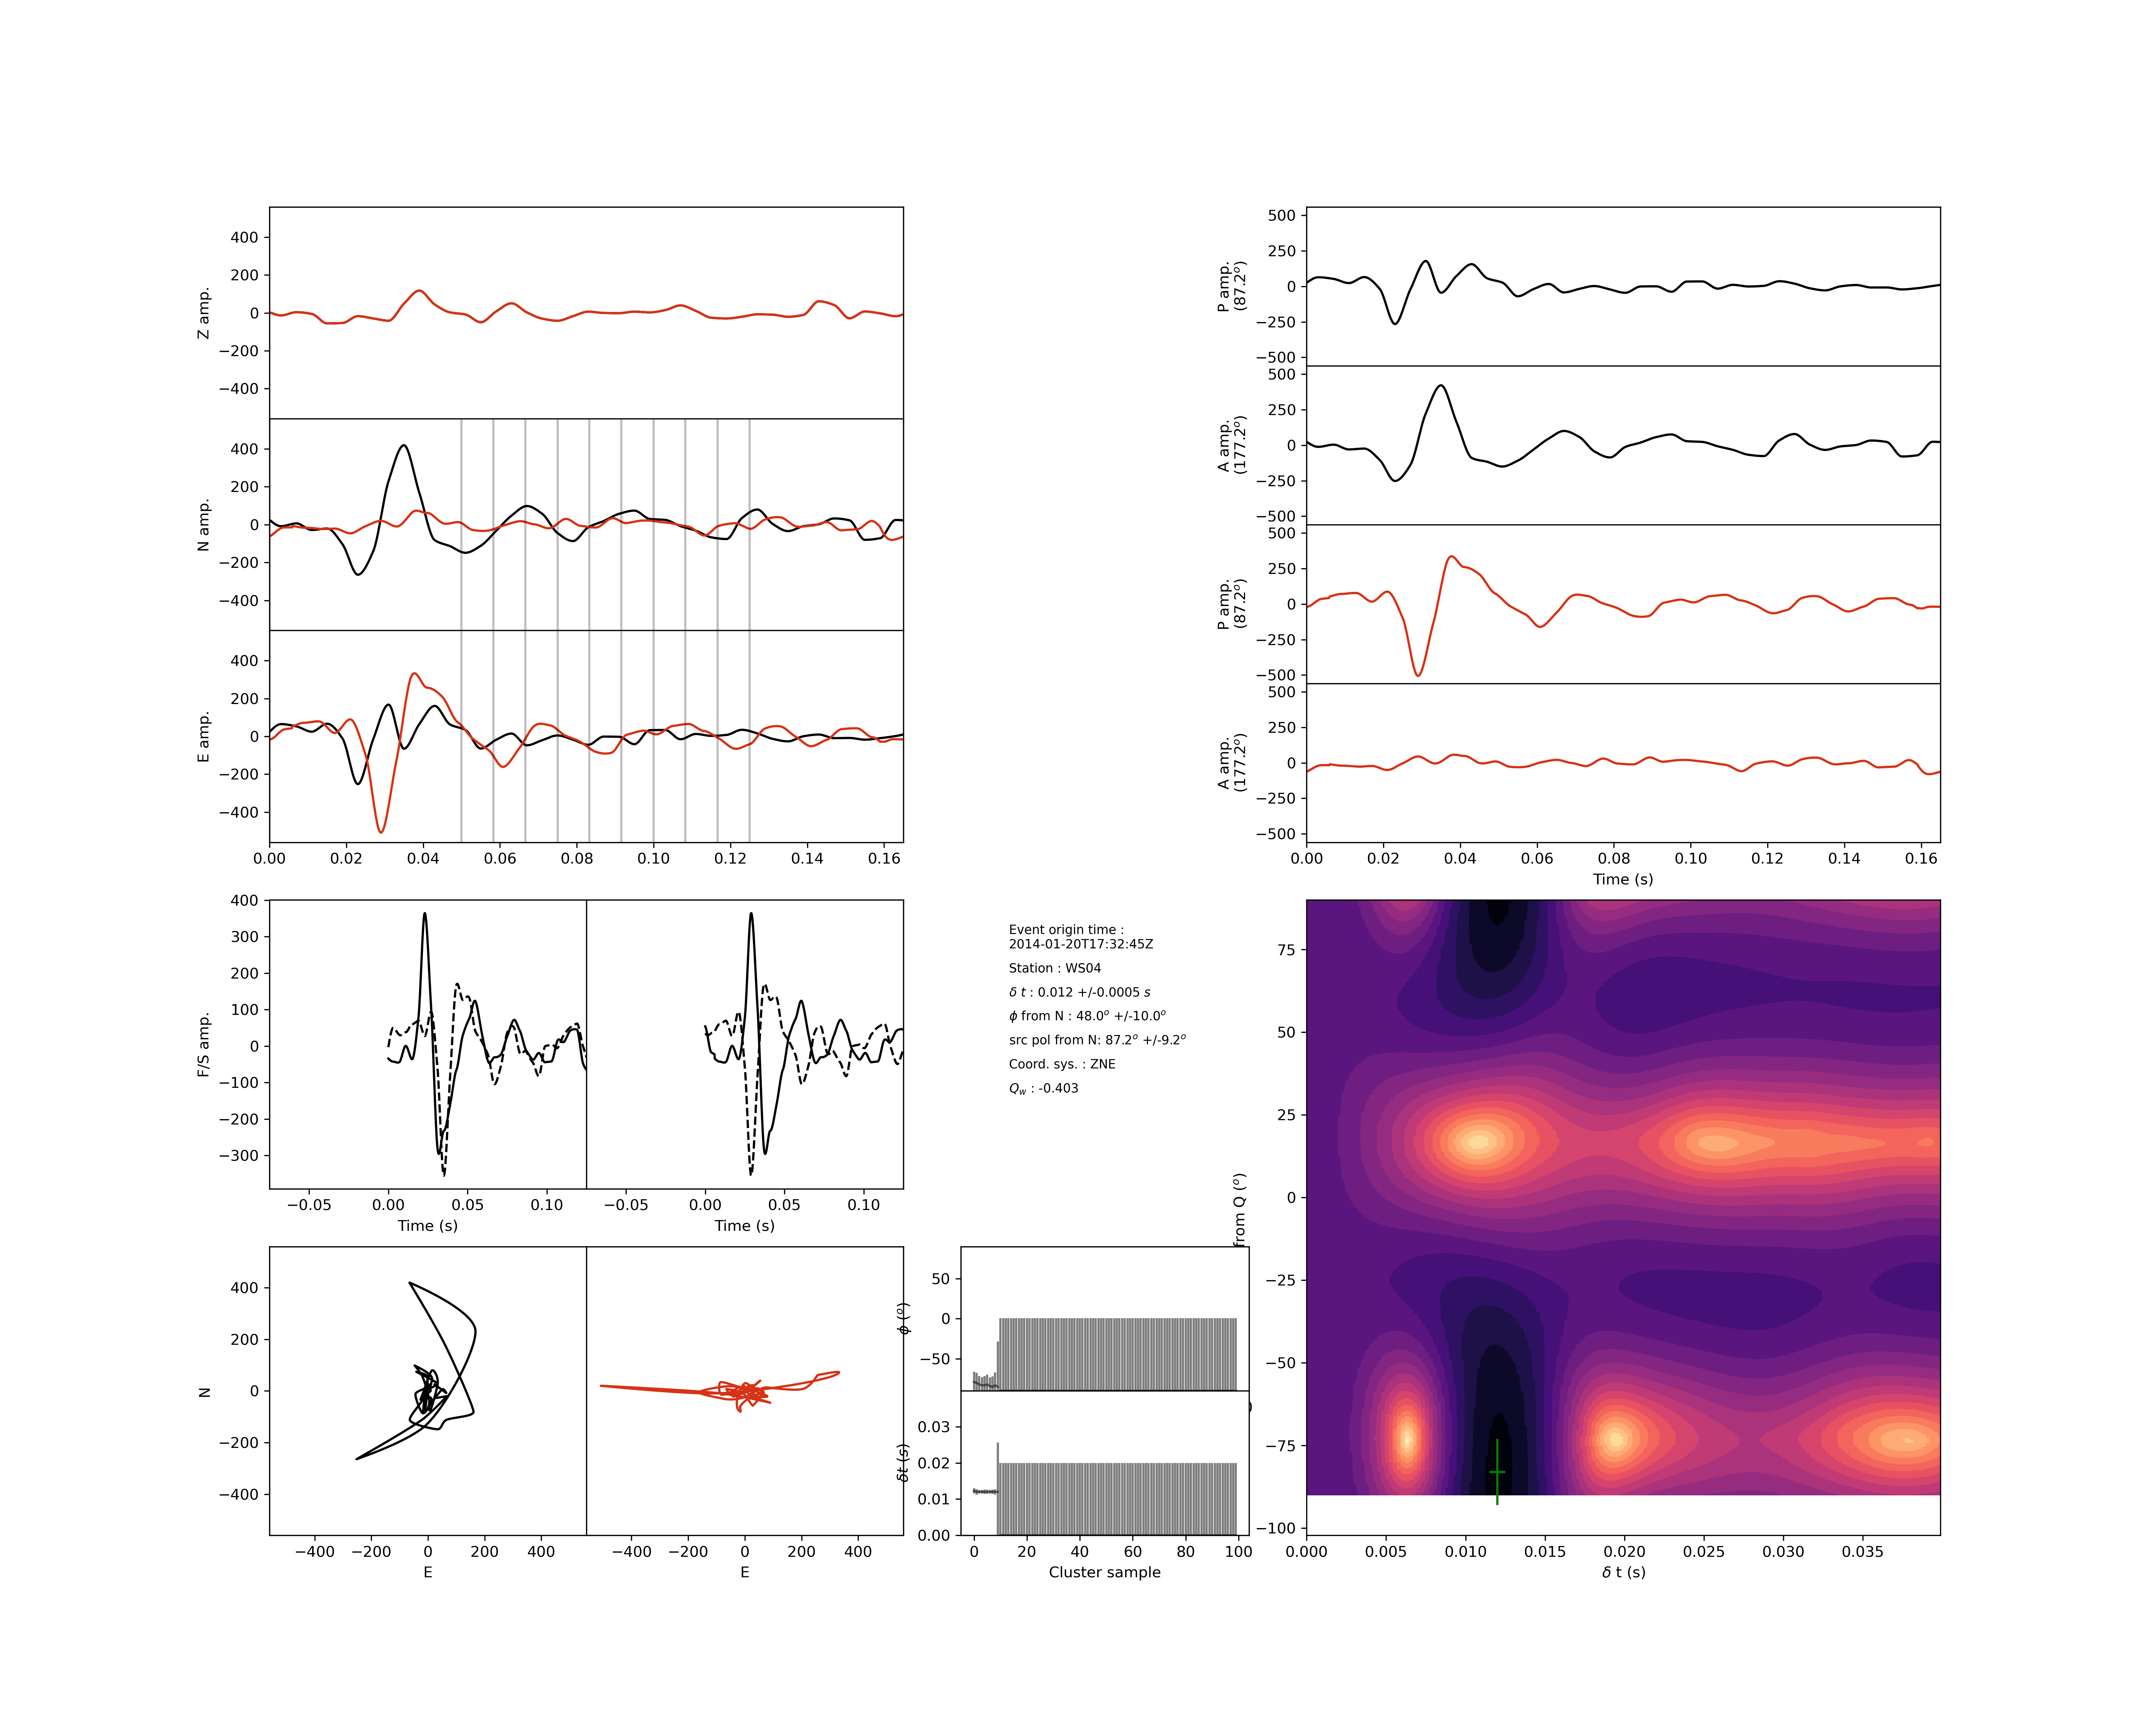 Z amp.
400
200
0
−200
−400
N amp.
400
200
0
−200
−400
E amp.
400
200
0
−200
−400
0.00 0.02 0.04 0.06 0.08 0.10 0.12 0.14 0.16
P amp.
(87.2°)
500
250
0
−250
−500
A amp.
(177.2°)
500
250
0
−250
−500
P amp.
(87.2°)
500
250
0
−250
−500
A amp.
(177.2°)
500
250
0
−250
−500
0.00 0.02 0.04 0.06 0.08 0.10 0.12 0.14 0.16
Time (s)
F/S amp.
400
300
200
100
0
−100
−200
−300
−0.05 0.00 0.05 0.10 −0.05 0.00 0.05 0.10
Time (s) Time (s)
Event origin time :
2014-01-20T17:32:45Z
Station : WS04
δ t : 0.012 +/-0.0005 s
ϕ from N : 48.0° +/-10.0°
src pol from N: 87.2° +/-9.2°
Coord. sys. : ZNE
Qw : -0.403
N
400
200
0
−200
−400
−400 −200 0 200 400 −400 −200 0 200 400
E E
ϕ (°)
50
0
−50
δt (s)
0.03
0.02
0.01
0.00
0 20 40 60 80 100
Cluster sample
from Q (°)
75
50
25
0
−25
−50
−75
−100
0.000 0.005 0.010 0.015 0.020 0.025 0.030 0.035
δ t (s)